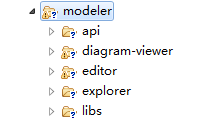 modeler
api
diagram-viewer
editor
explorer
libs